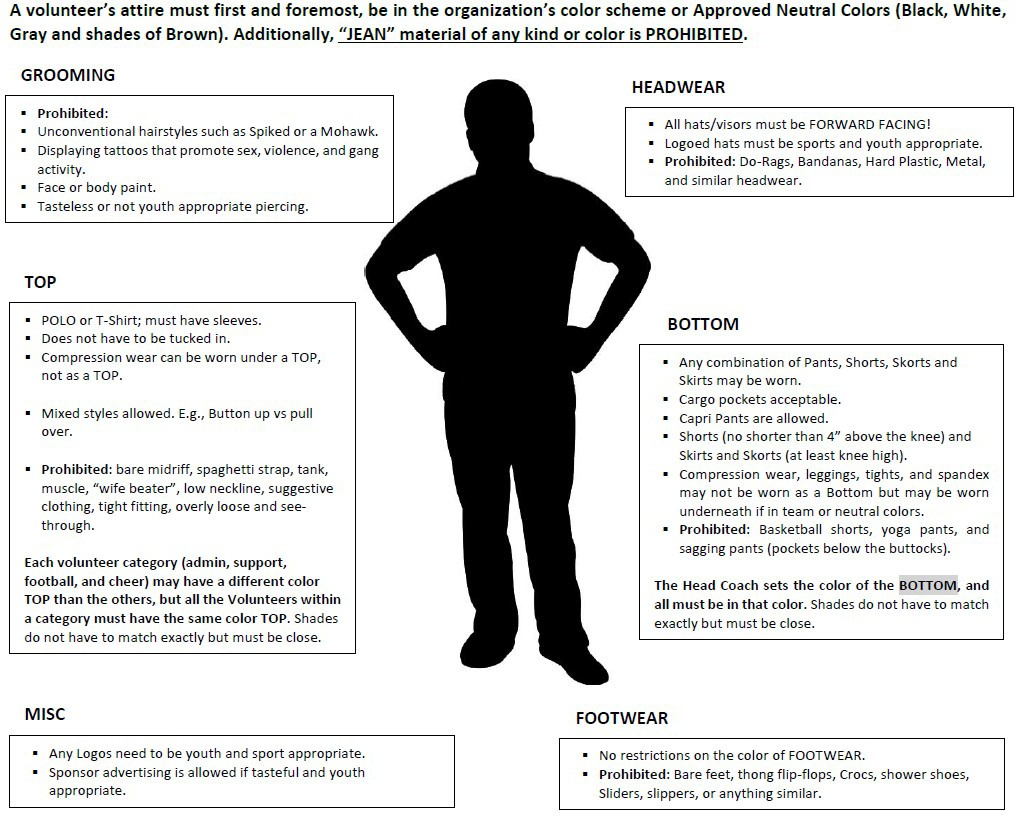 A volunteer’s attire must first and foremost, be in the organization’s color scheme or Approved Neutral Colors (Black, White,
Gray and shades of Brown). Additionally, “JEAN” material of any kind or color is PROHIBITED.
GROOMING
▪ Prohibited:
▪ Unconventional hairstyles such as Spiked or a Mohawk.
▪ Displaying tattoos that promote sex, violence, and gang
activity.
▪ Face or body paint.
▪ Tasteless or not youth appropriate piercing.
HEADWEAR
▪ All hats/visors must be FORWARD FACING!
▪ Logoed hats must be sports and youth appropriate.
▪ Prohibited: Do-Rags, Bandanas, Hard Plastic, Metal,
and similar headwear.
TOP
▪ POLO or T-Shirt; must have sleeves.
▪ Does not have to be tucked in.
▪ Compression wear can be worn under a TOP,
not as a TOP.
▪ Mixed styles allowed. E.g., Button up vs pull
over.
▪ Prohibited: bare midriff, spaghetti strap, tank,
muscle, “wife beater”, low neckline, suggestive
clothing, tight fitting, overly loose and see-
through.
Each volunteer category (admin, support,
football, and cheer) may have a different color
TOP than the others, but all the Volunteers within
a category must have the same color TOP. Shades
do not have to match exactly but must be close.
BOTTOM
▪ Any combination of Pants, Shorts, Skorts and
Skirts may be worn.
▪ Cargo pockets acceptable.
▪ Capri Pants are allowed.
▪ Shorts (no shorter than 4” above the knee) and
Skirts and Skorts (at least knee high).
▪ Compression wear, leggings, tights, and spandex
may not be worn as a Bottom but may be worn
underneath if in team or neutral colors.
▪ Prohibited: Basketball shorts, yoga pants, and
sagging pants (pockets below the buttocks).
The Head Coach sets the color of the BOTTOM, and
all must be in that color. Shades do not have to match
exactly but must be close.
MISC
▪ Any Logos need to be youth and sport appropriate.
▪ Sponsor advertising is allowed if tasteful and youth
appropriate.
FOOTWEAR
▪ No restrictions on the color of FOOTWEAR.
▪ Prohibited: Bare feet, thong flip-flops, Crocs, shower shoes,
Sliders, slippers, or anything similar.